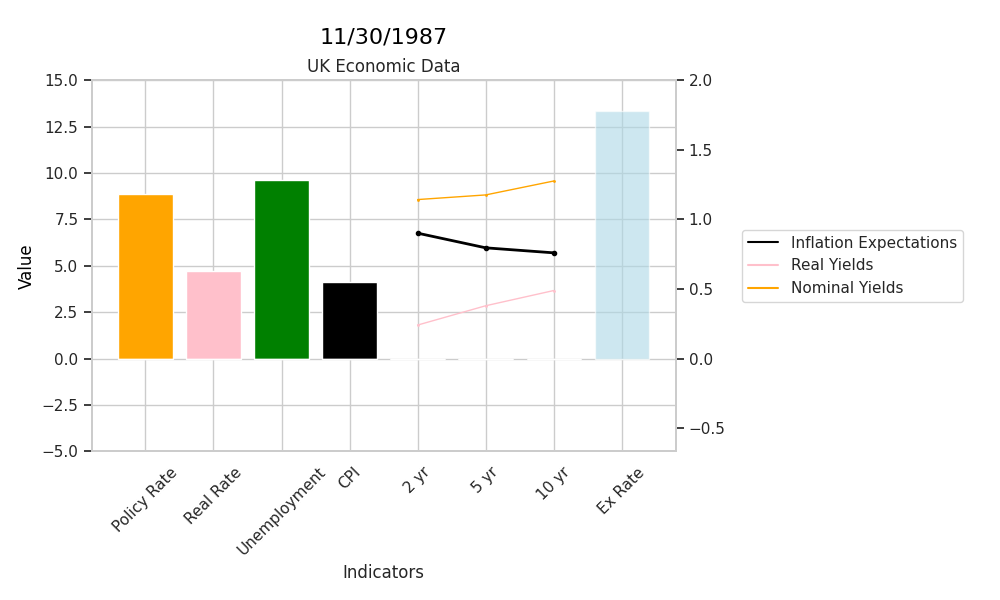 11/30/1987
UK Economic Data
Value
15.0
12.5
10.0
7.5
5.0
2.5
0.0
−2.5
−5.0
2.0
1.5
1.0
0.5
0.0
−0.5
Policy Rate
Real Rate
Unemployment
CPI
2 yr
5 yr
10 yr
Ex Rate
Indicators
Inflation Expectations
Real Yields
Nominal Yields